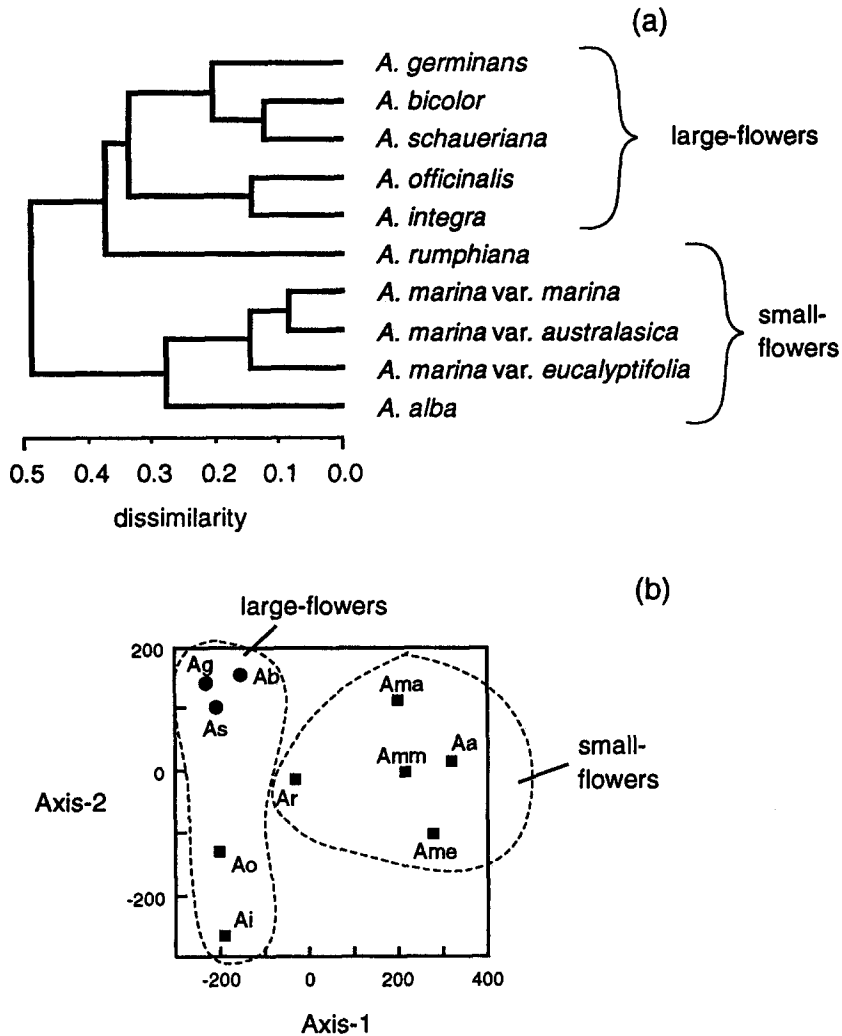 (a)
A. germinans
A. bicolor
A. schaueriana
large-flowers
A. officinalis
A. integra
A. rumphiana
A. marina var. marina
A. marina var. australasica
small-
flowers
A. marina var. eucalyptifolia
A. alba
0.5 0.4 0.3 0.2 0.1 0.0
dissimilarity
(b)
large-flowers
200
Ag
Ab
As
Ama
Aa
Amm
small-
flowers
0
Ar
Axis-2
Ame
Ao
-200
Ai
-200 0 200 400
Axis-1